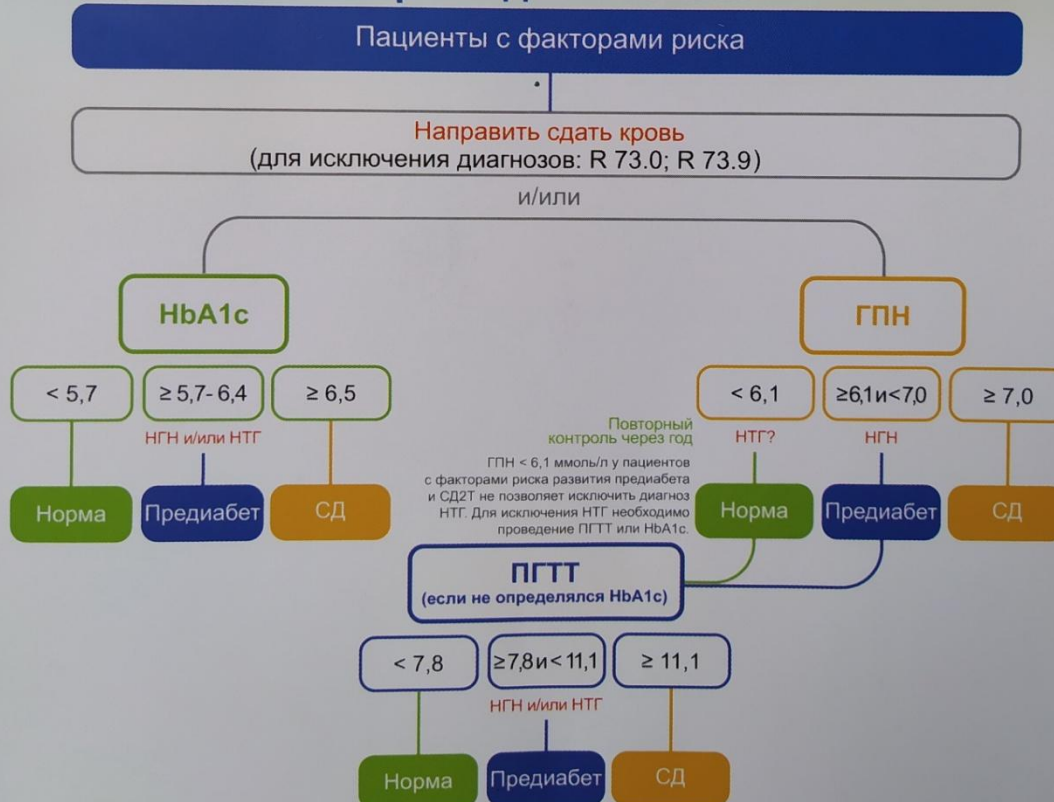 Пациенты с факторами риска
Направить сдать кровь
(для исключения диагнозов: R 73.0; R 73.9)
и/или
HbA1c
ГПН
< 5,7
≥ 5,7- 6,4
≥ 6,5
< 6,1
≥6,1и<7,0
≥ 7,0
НГН и/или НТГ
НТГ?
НГН
Повторный
контроль через год
ГПН < 6,1 ммоль/л у пациентов
с факторами риска развития предиабета
и СД2Т не позволяет исключить диагноз
НТГ. Для исключения НТГ необходимо
проведение ПГТТ или HbA1c.
Норма
Предиабет
СД
Норма
Предиабет
СД
ПГТТ
(если не определялся HbA1c)
< 7,8
≥7,8и<11,1
≥ 11,1
НГН и/или НТГ
Норма
Предиабет
СД